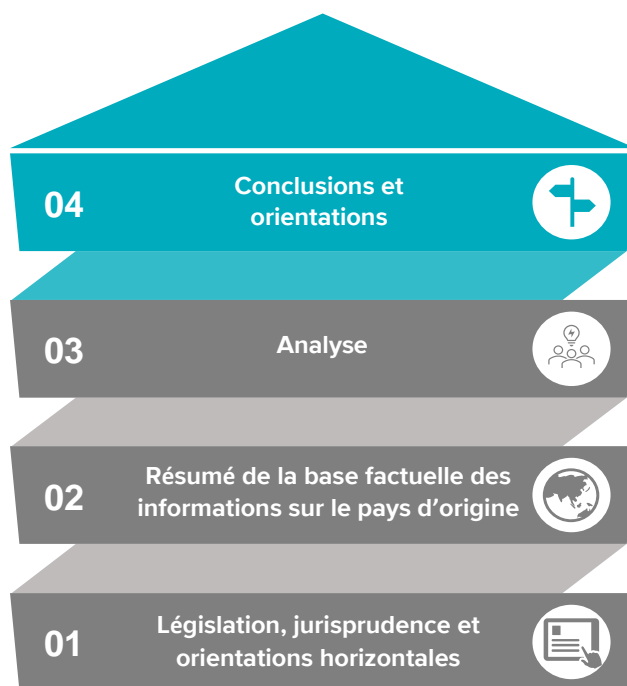 04
Conclusions et
orientations
03
Analyse
02
Résumé de la base factuelle des
informations sur le pays d’origine
01
Législation, jurisprudence et
orientations horizontales